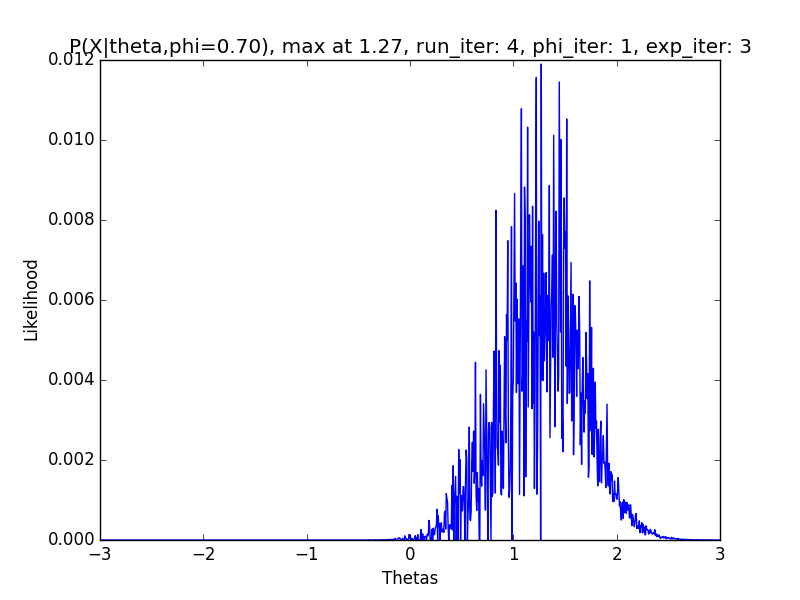 P(X|theta,phi=0.70), max at 1.27, run_iter: 4, phi_iter: 1, exp_iter: 3
0.012
0.010
0.008
0.006
0.004
0.002
0.000
Likelihood
−3 −2 −1 0 1 2 3
Thetas